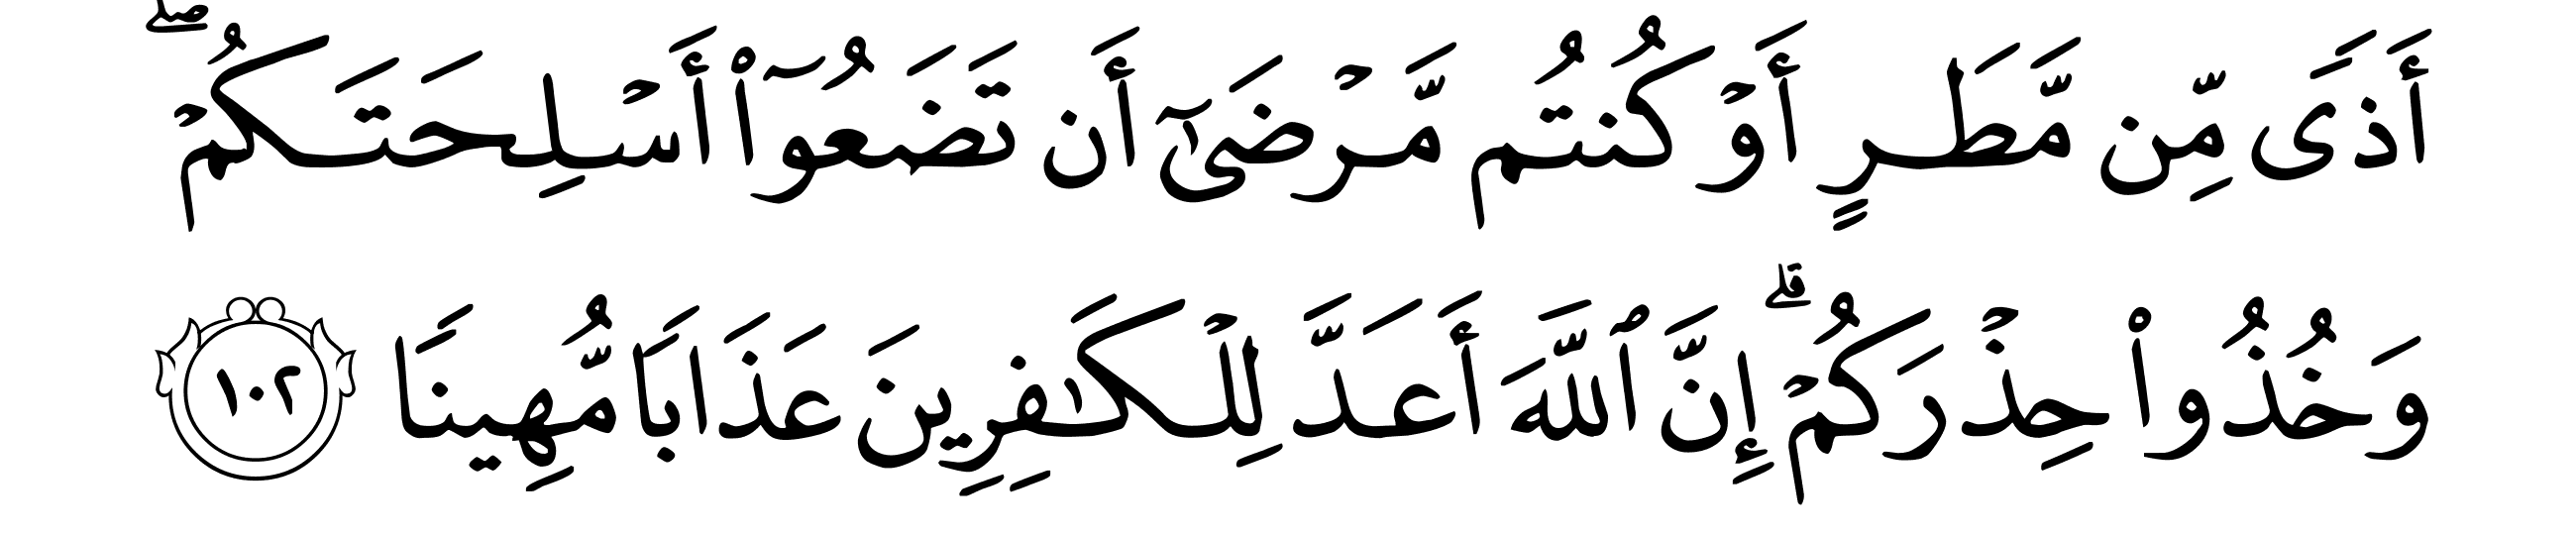 أَذٗى مِّن مَّطَرٍ أَوۡ كُنتُم مَّرۡضَىٰٓ أَن تَضَعُوٓاْ أَسۡلِحَتَكُمۡۖ
وَخُذُواْ حِذۡرَكُمۡۗ إِنَّ ٱللَّهَ أَعَدَّ لِلۡكَٰفِرِينَ عَذَابٗا مُّهِينٗا ١٠٢